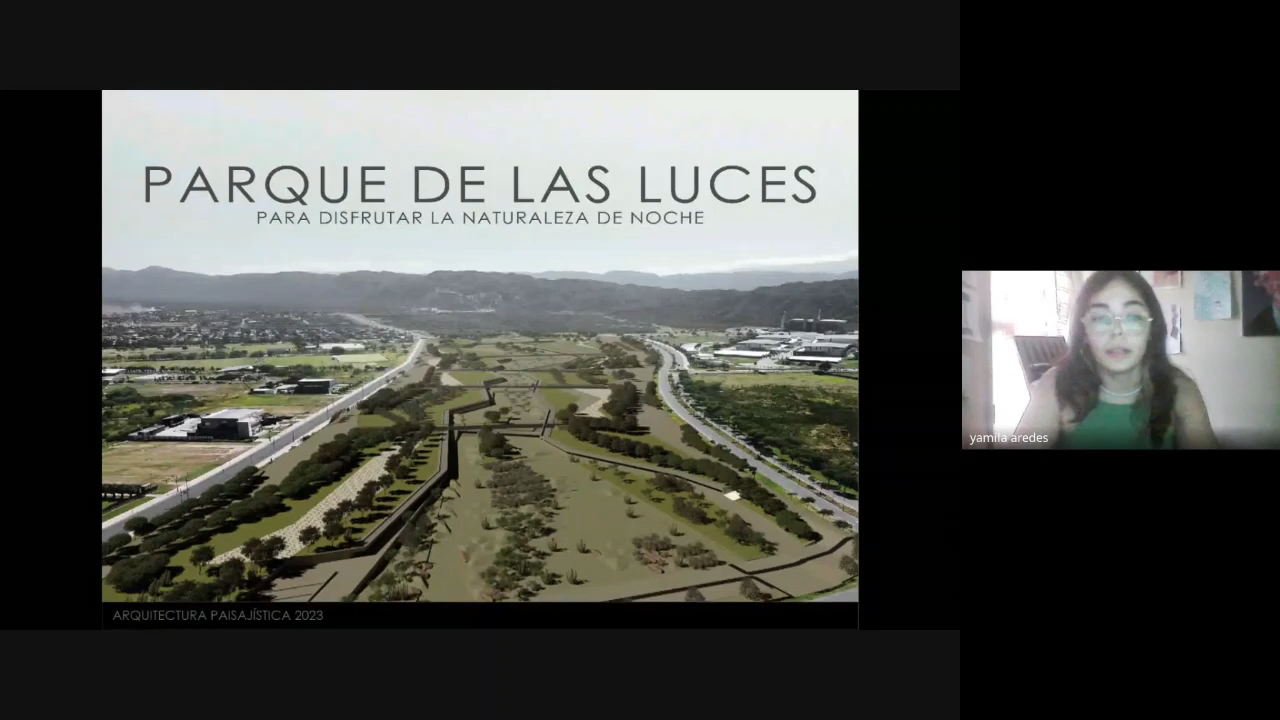 PARQUE DE LAS LUCES
PARA DISFRUTAR LA NATURALEZA DE NOCHE
yamila aredes
ARQUITECTURA PAISAJÍSTICA 2023